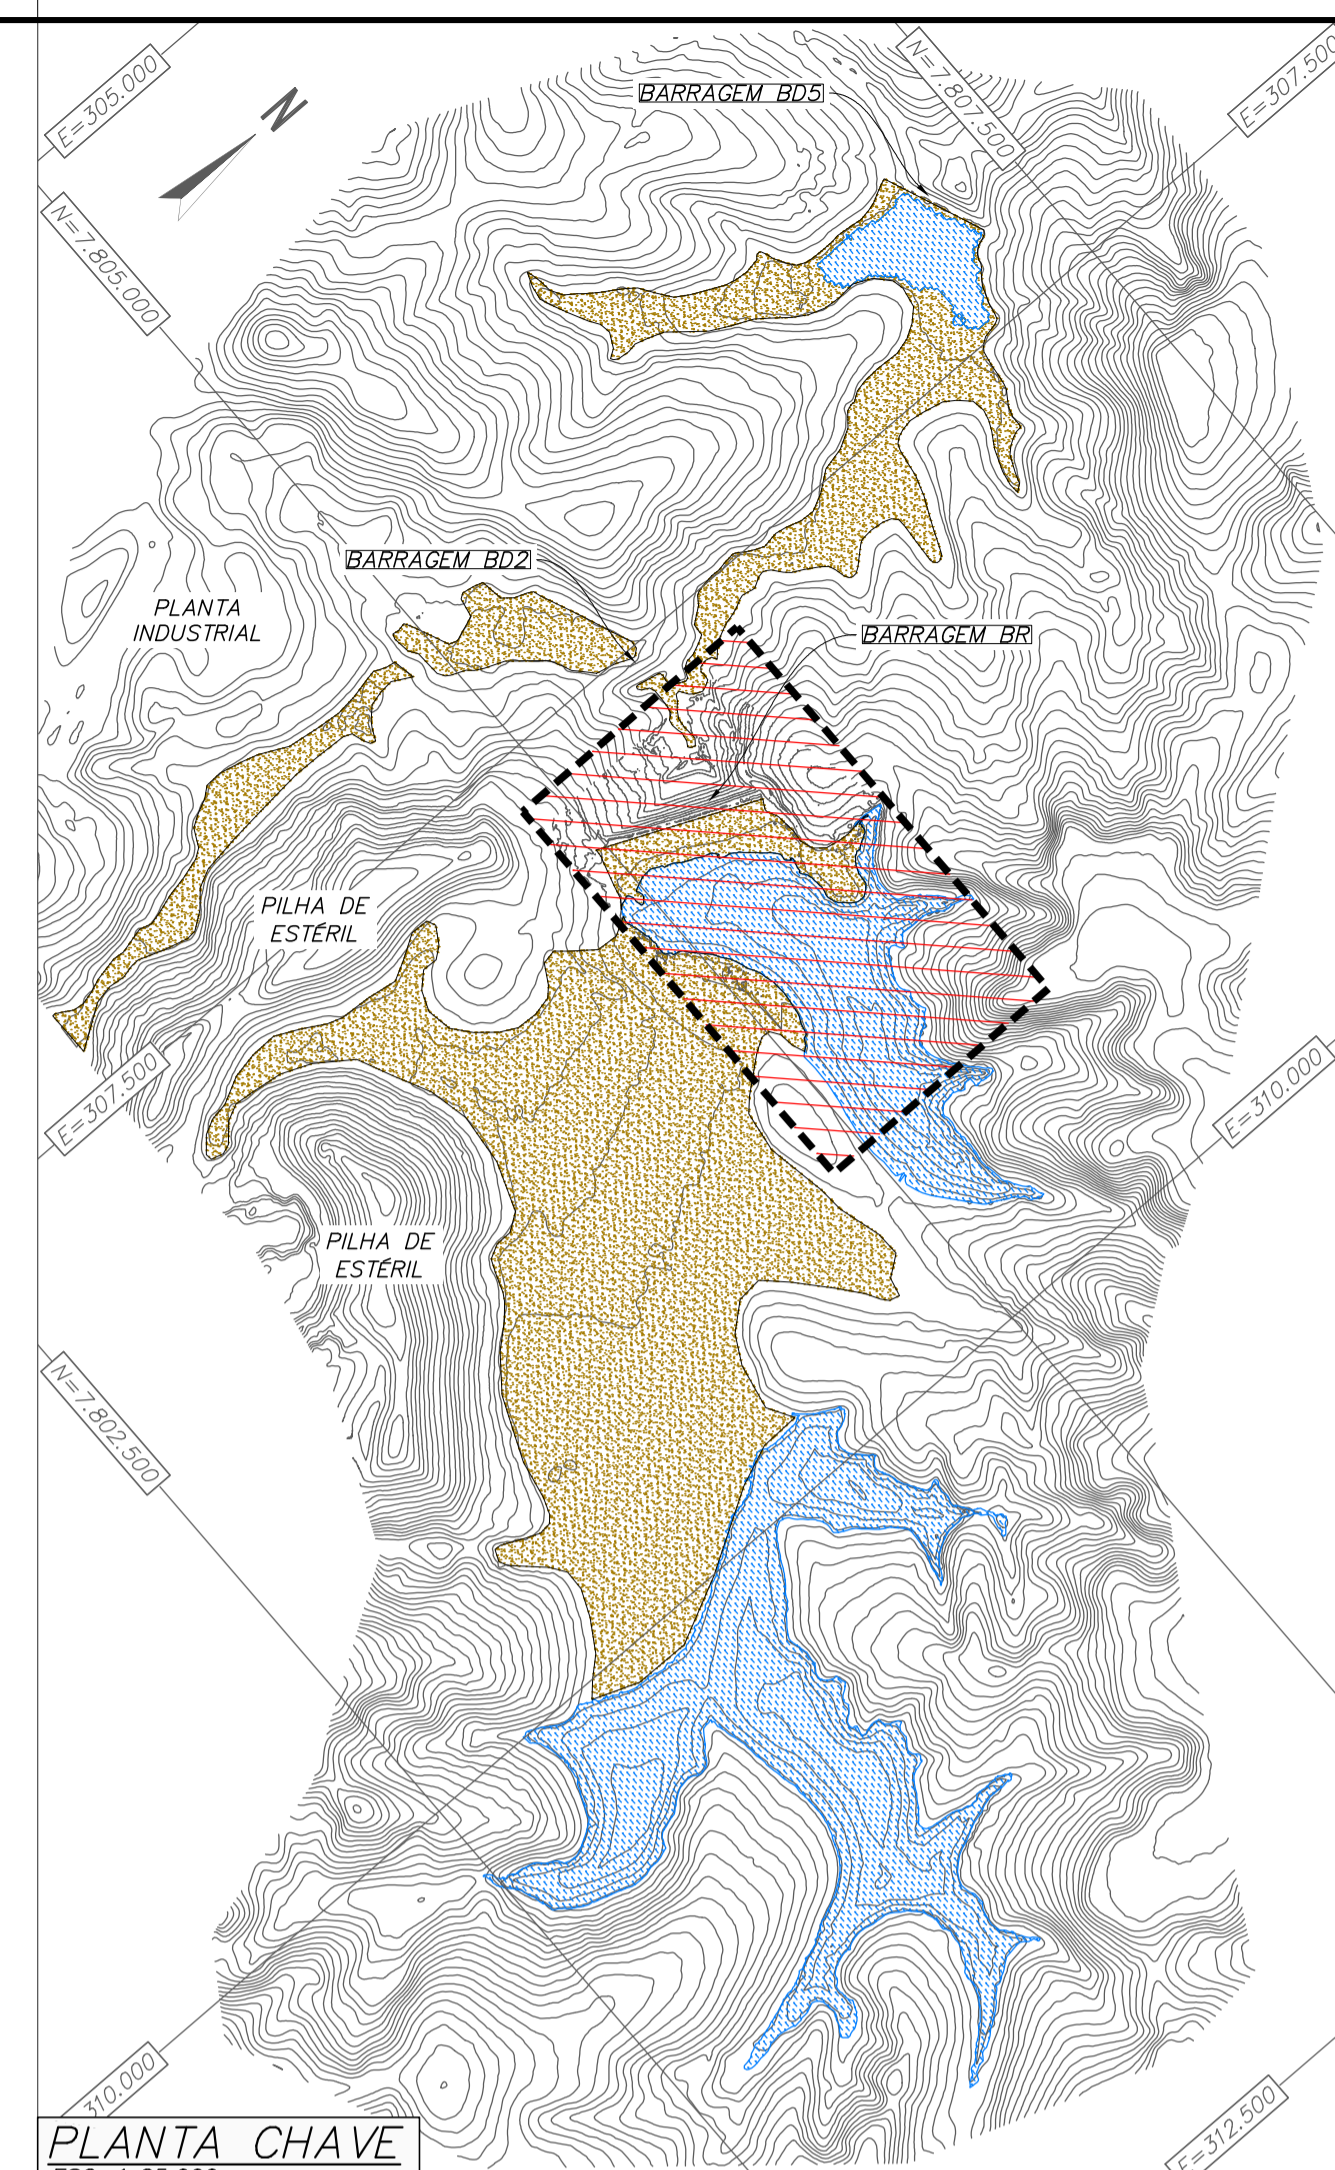 E=305.000
N
BARRAGEM BD5
N=7.807.500
E=307.500
N=7.805.000
BARRAGEM BD2
PLANTA
INDUSTRIAL
BARRAGEM BR
PILHA DE
ESTÉRIL
E=307.500
E=310.000
PILHA DE
ESTÉRIL
N=7.802.500
310.000
E=312.500
PLANTA CHAVE